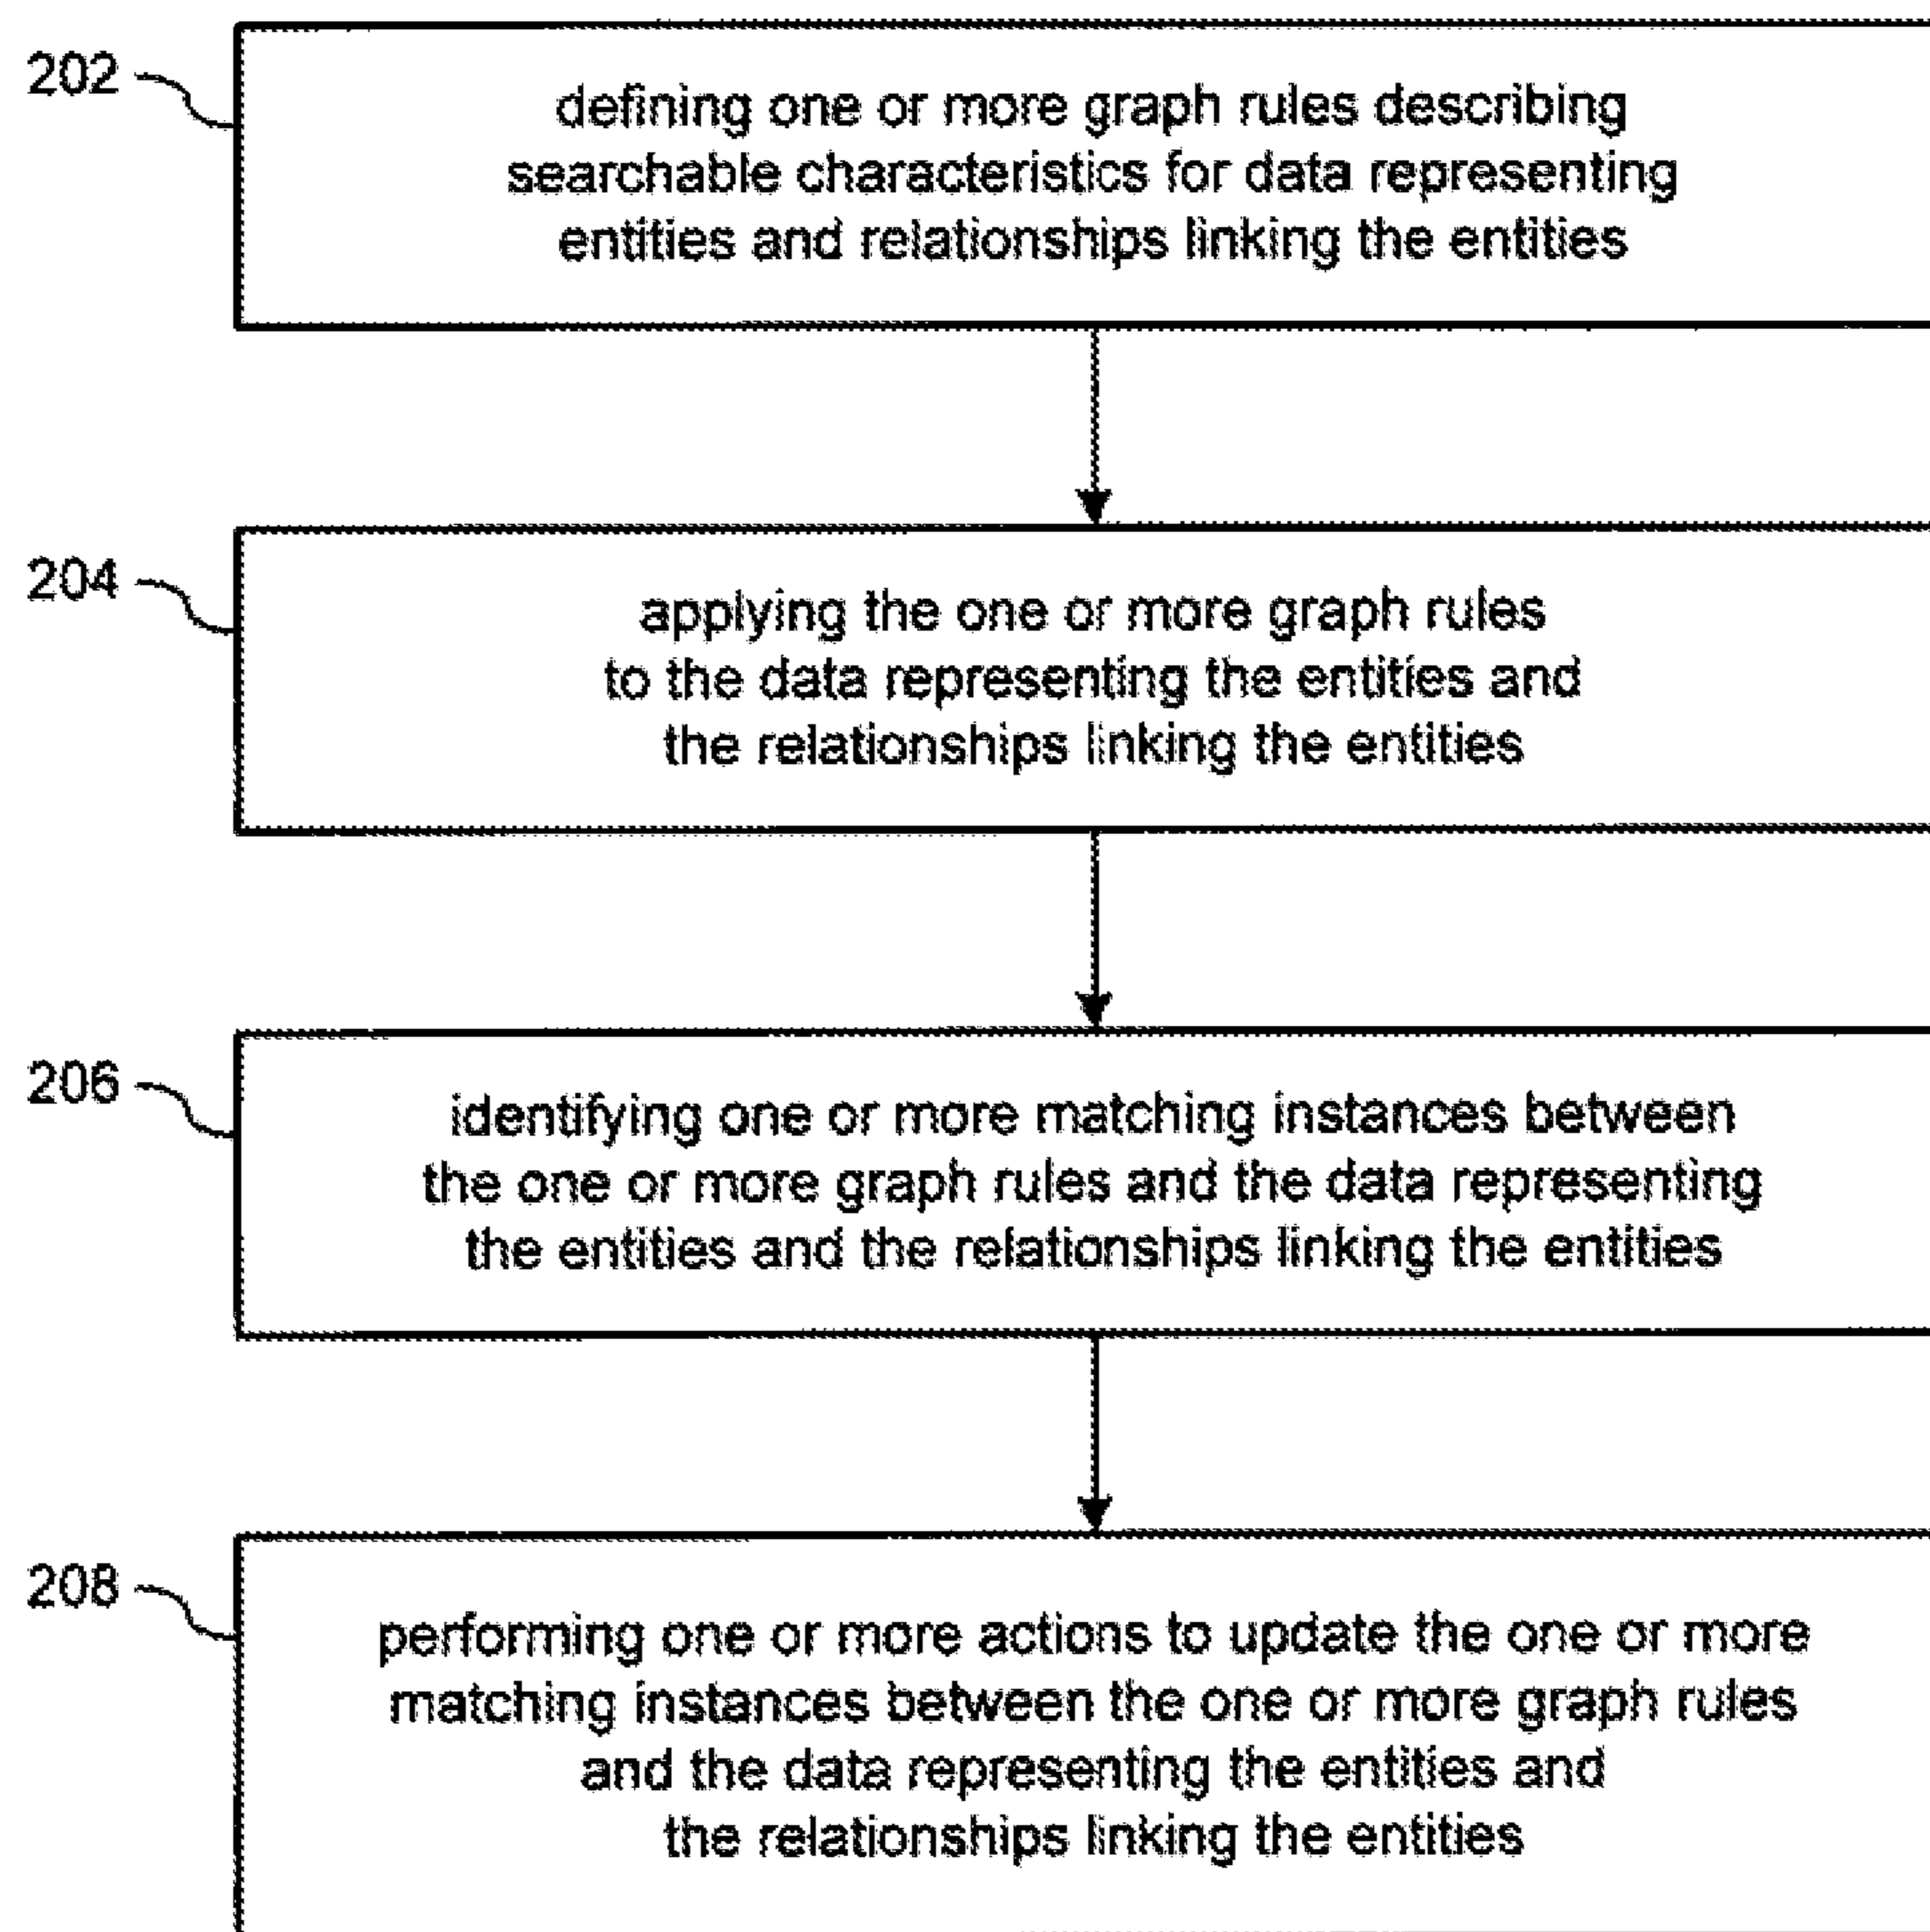 202
defining one or more graph rules describing
searchable characteristics for data representing
entities and relationships linking the entities
204
applying the one or more graph rules
to the data representing the entities and
the relationships linking the entities
206
identifying one or more matching instances between
the one or more graph rules and the data representing
the entities and the relationships linking the entities
208
performing one or more actions to update the one or more
matching instances between the one or more graph rules
and the data representing the entities and
the relationships linking the entities